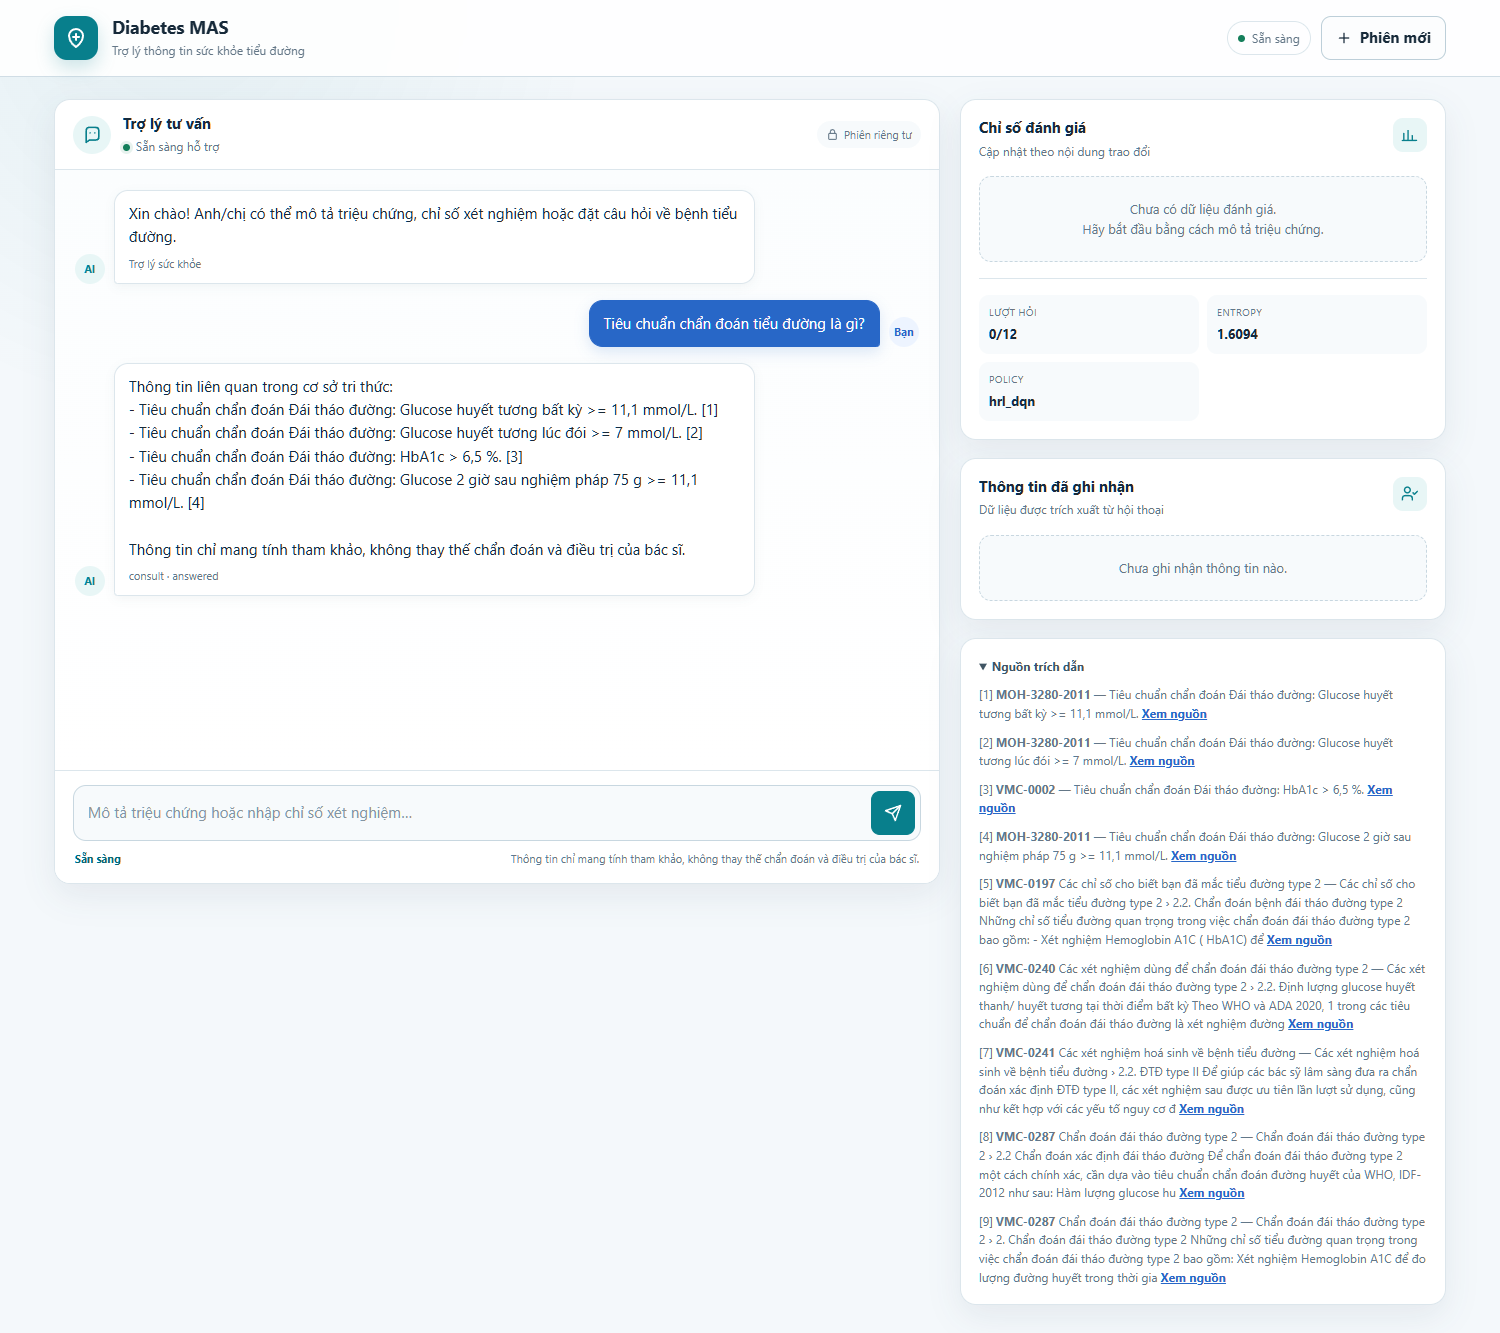 Diabetes MAS
Trợ lý thông tin sức khỏe tiểu đường
Sẵn sàng
Phiên mới
Trợ lý tư vấn
Sẵn sàng hỗ trợ
Phiên riêng tư
Xin chào! Anh/chị có thể mô tả triệu chứng, chỉ số xét nghiệm hoặc đặt câu hỏi về bệnh tiểu
đường.
Trợ lý sức khỏe
AI
Tiêu chuẩn chẩn đoán tiểu đường là gì?
Bạn
Thông tin liên quan trong cơ sở tri thức:
- Tiêu chuẩn chẩn đoán Đái tháo đường: Glucose huyết tương bất kỳ >= 11,1 mmol/L. [1]
- Tiêu chuẩn chẩn đoán Đái tháo đường: Glucose huyết tương lúc đói >= 7 mmol/L. [2]
- Tiêu chuẩn chẩn đoán Đái tháo đường: HbA1c > 6,5 %. [3]
- Tiêu chuẩn chẩn đoán Đái tháo đường: Glucose 2 giờ sau nghiệm pháp 75 g >= 11,1
mmol/L. [4]
Thông tin chỉ mang tính tham khảo, không thay thế chẩn đoán và điều trị của bác sĩ.
consult · answered
AI
Mô tả triệu chứng hoặc nhập chỉ số xét nghiệm...
Sẵn sàng
Thông tin chỉ mang tính tham khảo, không thay thế chẩn đoán và điều trị của bác sĩ.
Chỉ số đánh giá
Cập nhật theo nội dung trao đổi
Chưa có dữ liệu đánh giá.
Hãy bắt đầu bằng cách mô tả triệu chứng.
LƯỢT HỎI
0/12
ENTROPY
1.6094
POLICY
hrl_dqn
Thông tin đã ghi nhận
Dữ liệu được trích xuất từ hội thoại
Chưa ghi nhận thông tin nào.
▼ Nguồn trích dẫn
[1] MOH-3280-2011 — Tiêu chuẩn chẩn đoán Đái tháo đường: Glucose huyết
tương bất kỳ >= 11,1 mmol/L. Xem nguồn
[2] MOH-3280-2011 — Tiêu chuẩn chẩn đoán Đái tháo đường: Glucose huyết
tương lúc đói >= 7 mmol/L. Xem nguồn
[3] VMC-0002 — Tiêu chuẩn chẩn đoán Đái tháo đường: HbA1c > 6,5 %. Xem
nguồn
[4] MOH-3280-2011 — Tiêu chuẩn chẩn đoán Đái tháo đường: Glucose 2 giờ sau
nghiệm pháp 75 g >= 11,1 mmol/L. Xem nguồn
[5] VMC-0197 Các chỉ số cho biết bạn đã mắc tiểu đường type 2 — Các chỉ số cho
biết bạn đã mắc tiểu đường type 2 › 2.2. Chẩn đoán bệnh đái tháo đường type 2
Những chỉ số tiểu đường quan trọng trong việc chẩn đoán đái tháo đường type 2
bao gồm: - Xét nghiệm Hemoglobin A1C ( HbA1C) để Xem nguồn
[6] VMC-0240 Các xét nghiệm dùng để chẩn đoán đái tháo đường type 2 — Các xét
nghiệm dùng để chẩn đoán đái tháo đường type 2 › 2.2. Định lượng glucose huyết
thanh/ huyết tương tại thời điểm bất kỳ Theo WHO và ADA 2020, 1 trong các tiêu
chuẩn để chẩn đoán đái tháo đường là xét nghiệm đường Xem nguồn
[7] VMC-0241 Các xét nghiệm hoá sinh về bệnh tiểu đường — Các xét nghiệm hoá
sinh về bệnh tiểu đường › 2.2. ĐTĐ type II Để giúp các bác sỹ lâm sàng đưa ra chẩn
đoán xác định ĐTĐ type II, các xét nghiệm sau được ưu tiên lần lượt sử dụng, cũng
như kết hợp với các yếu tố nguy cơ đ Xem nguồn
[8] VMC-0287 Chẩn đoán đái tháo đường type 2 — Chẩn đoán đái tháo đường type
2 › 2.2 Chẩn đoán xác định đái tháo đường Để chẩn đoán đái tháo đường type 2
một cách chính xác, cần dựa vào tiêu chuẩn chẩn đoán đường huyết của WHO, IDF-
2012 như sau: Hàm lượng glucose hu Xem nguồn
[9] VMC-0287 Chẩn đoán đái tháo đường type 2 — Chẩn đoán đái tháo đường type
2 › 2. Chẩn đoán đái tháo đường type 2 Những chỉ số tiểu đường quan trọng trong
việc chẩn đoán đái tháo đường type 2 bao gồm: Xét nghiệm Hemoglobin A1C để đo
lượng đường huyết trong thời gia Xem nguồn